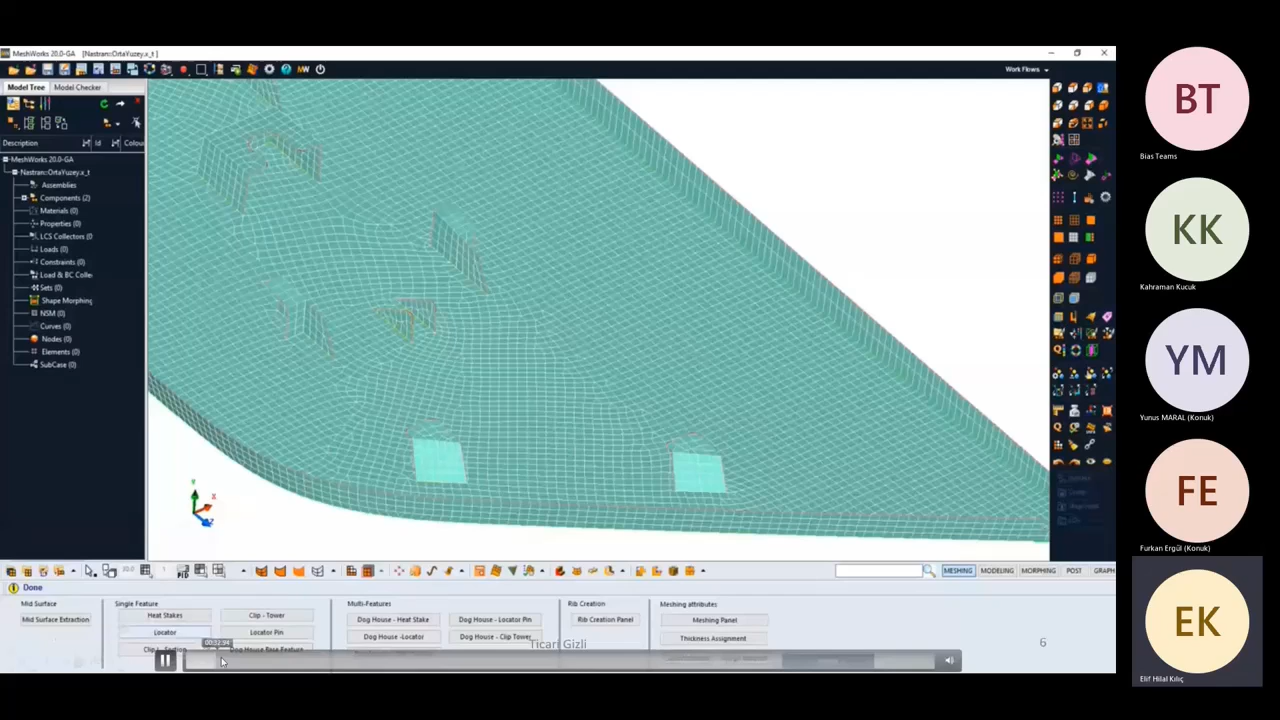 MeshWorks 20.0-GA [Nastran::OrtaYuzey.x_t ]
Work Flows
Model Tree
Model Checker
Description
Id
Colou
MeshWorks 20.0-GA
Nastran::OrtaYuzey.x_t
Assemblies
Components (2)
Materials (0)
Properties (0)
LCS Collectors (0
Loads (0)
Constraints (0)
Load & BC Colle
Sets (0)
Shape Morphing
NSM (0)
Curves (0)
Nodes (0)
Elements (0)
SubCase (0)
Y
X
Z
MESHING
MODELING
MORPHING
POST
GRAPH
Done
Mid Surface
Mid Surface Extraction
Single Feature
Heat Stakes
Clip - Tower
Locator
Locator Pin
Dog House Base Feature
Multi-Features
Dog House - Heat Stake
Dog House - Locator Pin
Dog House -Locator
Dog House - Clip Tower
Rib Creation
Rib Creation Panel
Meshing attributes
Meshing Panel
Thickness Assignment
Ticari Gizli
6
BT
Bias Teams
KK
Kahraman Kucuk
YM
Yunus MARAL (Konuk)
FE
Furkan Ergül (Konuk)
EK
Elif Hilal Kılıç